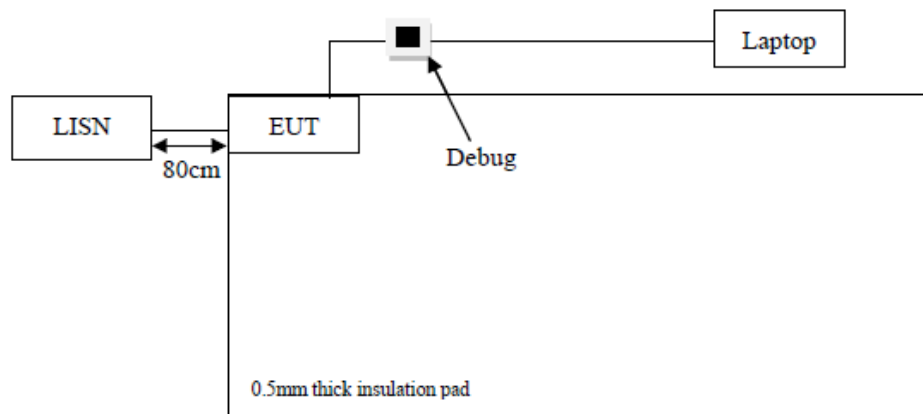 Laptop
LISN
EUT
Debug
80cm
0.5mm thick insulation pad